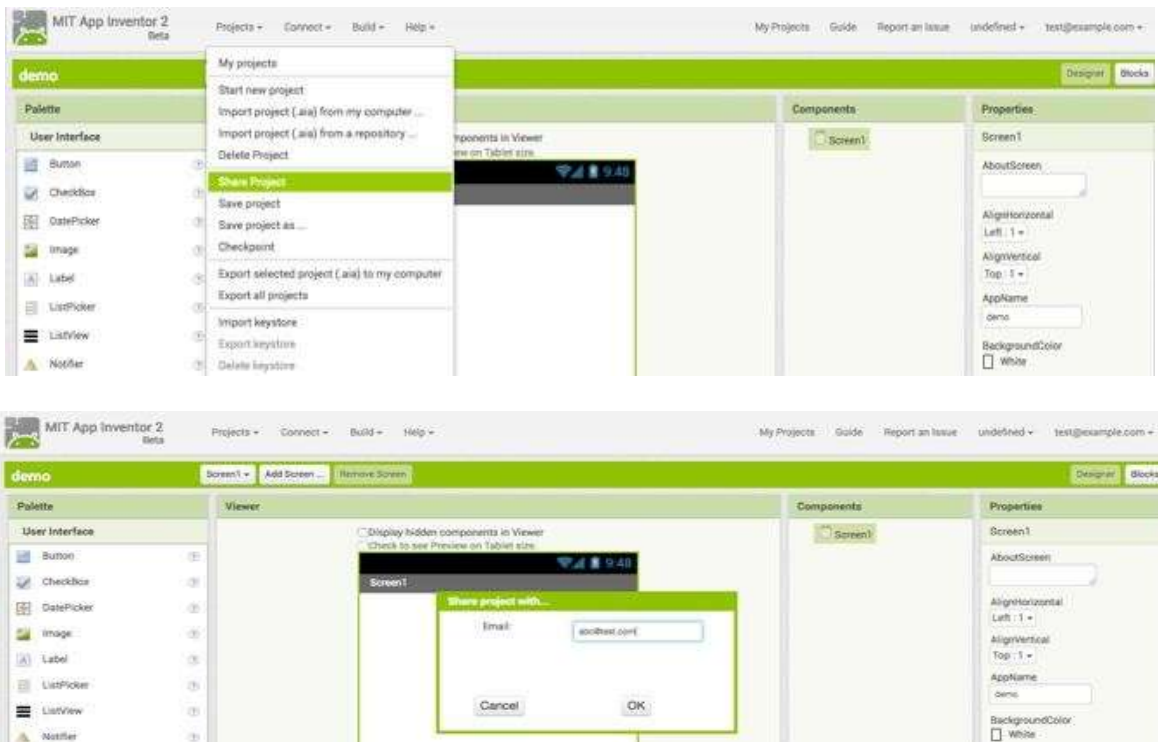 MIT App Inventor 2
Beta
Projects Connect Build Help
My Projects Guide Report an Issue undefined test@example.com
demo
Designer Blocks
My projects
Start new project
Import project (.aia) from my computer ...
Import project (.aia) from a repository ...
Delete Project
Share Project
Save project
Save project as ...
Checkpoint
Export selected project (.aia) to my computer
Export all projects
Import keystore
Export keystore
Delete keystore
Palette
User Interface
Button
CheckBox
DatePicker
Image
Label
ListPicker
ListView
Notifier
mponents in Viewer
ew on Tablet size.
9:48
Components
Screen1
Properties
Screen1
AboutScreen
AlignHorizontal
Left : 1
AlignVertical
Top : 1
AppName
demo
BackgroundColor
White
MIT App Inventor 2
Beta
Projects Connect Build Help
My Projects Guide Report an Issue undefined test@example.com
demo
Screen1 Add Screen ... Remove Screen
Designer Blocks
Palette
User Interface
Button
CheckBox
DatePicker
Image
Label
ListPicker
ListView
Notifier
Viewer
Display hidden components in Viewer
Check to see Preview on Tablet size.
9:48
Screen1
Share project with...
Email:
Cancel OK
Components
Screen1
Properties
Screen1
AboutScreen
AlignHorizontal
Left : 1
AlignVertical
Top : 1
AppName
demo
BackgroundColor
White